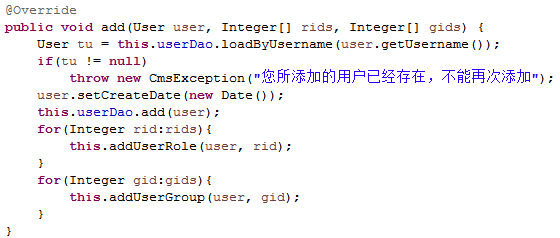 @Override
public void add(User user, Integer[] rids, Integer[] gids) {
    User tu = this.userDao.loadByUsername(user.getUsername());
    if(tu != null)
        throw new CmsException("您所添加的用户已经存在，不能再次添加");
    user.setCreateDate(new Date());
    this.userDao.add(user);
    for(Integer rid:rids){
        this.addUserRole(user, rid);
    }
    for(Integer gid:gids){
        this.addUserGroup(user, gid);
    }
}